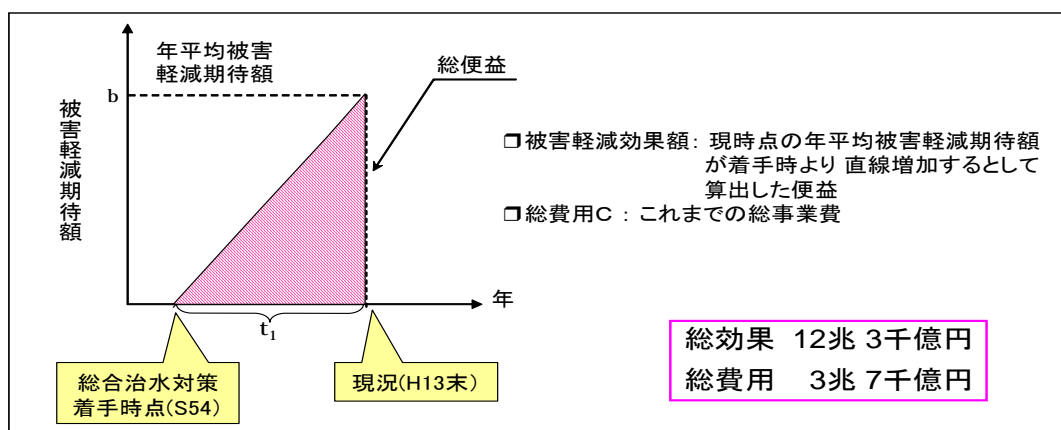 年平均被害
軽減期待額
総便益
b
被害軽減期待額
❒被害軽減効果額： 現時点の年平均被害軽減期待額
が着手時より 直線増加するとして
算出した便益
❒総費用C ： これまでの総事業費
年
t1
総合治水対策
着手時点(S54)
現況(H13末)
総効果 12兆 3千億円
総費用 3兆 7千億円